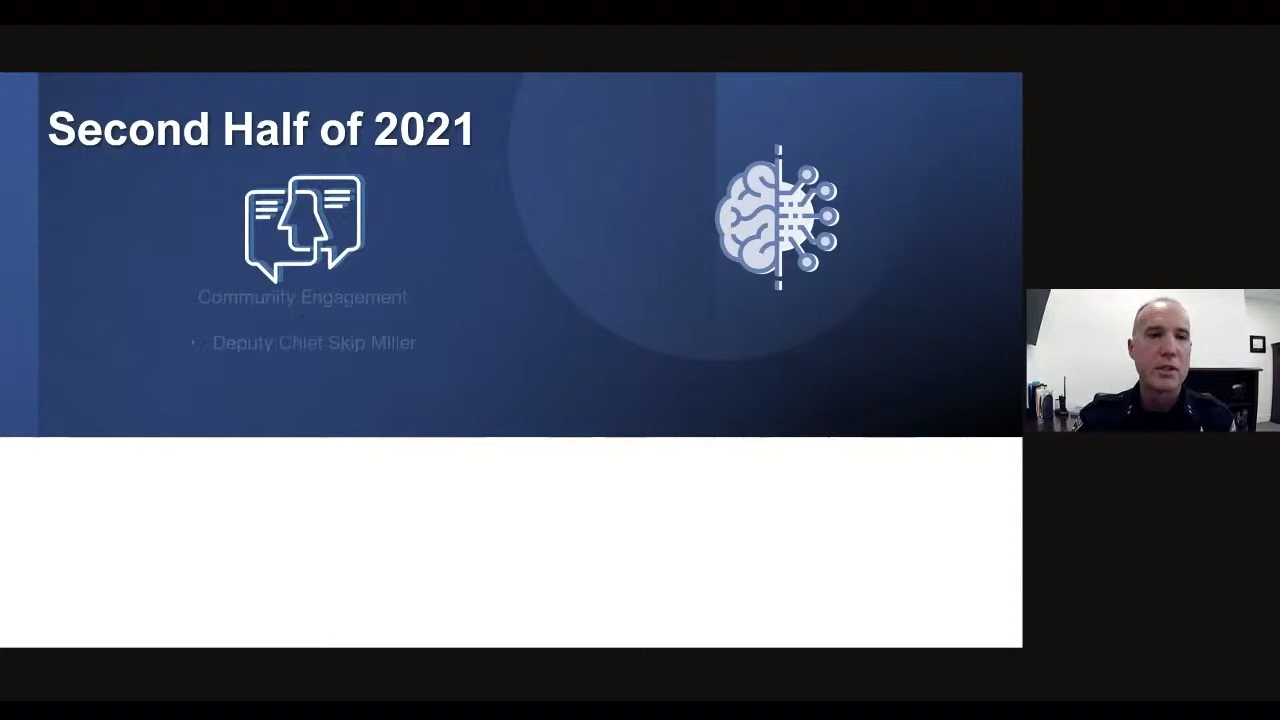 Second Half of 2021
Community Engagement
• Deputy Chief Skip Miller